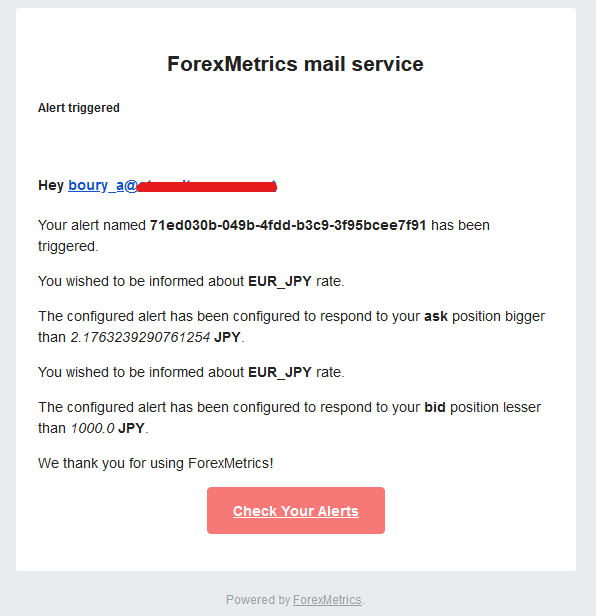 ForexMetrics mail service
Alert triggered
Hey boury_a@
Your alert named 71ed030b-049b-4fdd-b3c9-3f95bcee7f91 has been
triggered.
You wished to be informed about EUR_JPY rate.
The configured alert has been configured to respond to your ask position bigger
than 2.1763239290761254 JPY.
You wished to be informed about EUR_JPY rate.
The configured alert has been configured to respond to your bid position lesser
than 1000.0 JPY.
We thank you for using ForexMetrics!
Check Your Alerts
Powered by ForexMetrics.